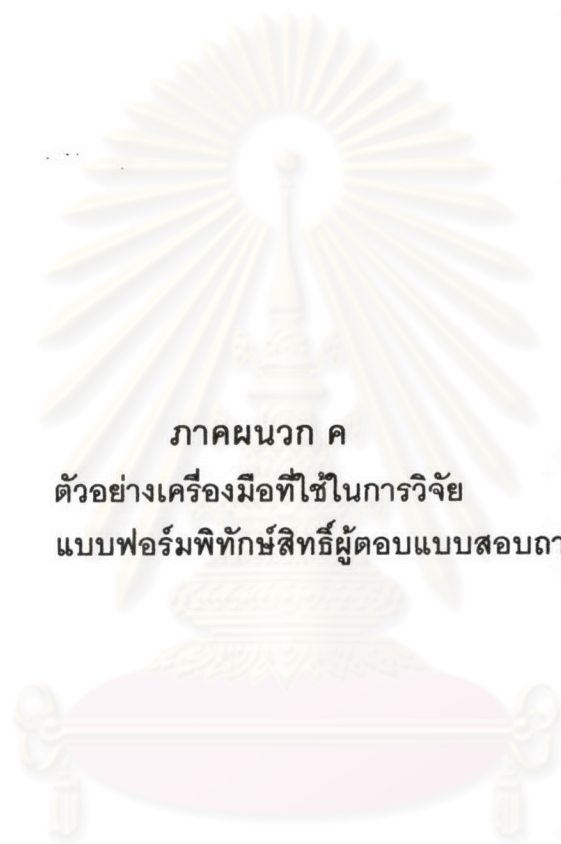 ภาคผนวก ค
ตัวอย่างเครื่องมือที่ใช้ในการวิจัย
แบบฟอร์มพิทักษ์สิทธิ์ผู้ตอบแบบสอบถา